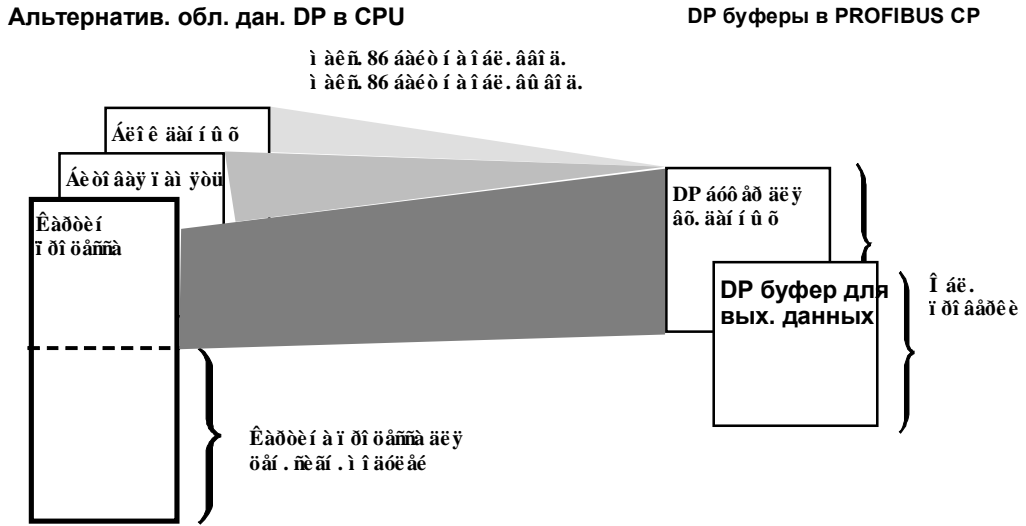 Альтернатив. обл. дан. DP в CPU
DP буферы в PROFIBUS CP
ì àêñ. 86 áàéò í à î áë. ââî ä.
ì àêñ. 86 áàéò í à î áë. âû âî ä.
Áëî ê äàí í û õ
Áèòî âàÿ ï àì ÿòü
Êàðòèí
ï ðî öåññà
DP áóô åð äëÿ
âõ. äàí í û õ
DP буфер для
вых. данных
Î áë.
ï ðî âåðêè
Êàðòèí à ï ðî öåññà äëÿ
öåí . ñèãí . ì î äóëåé